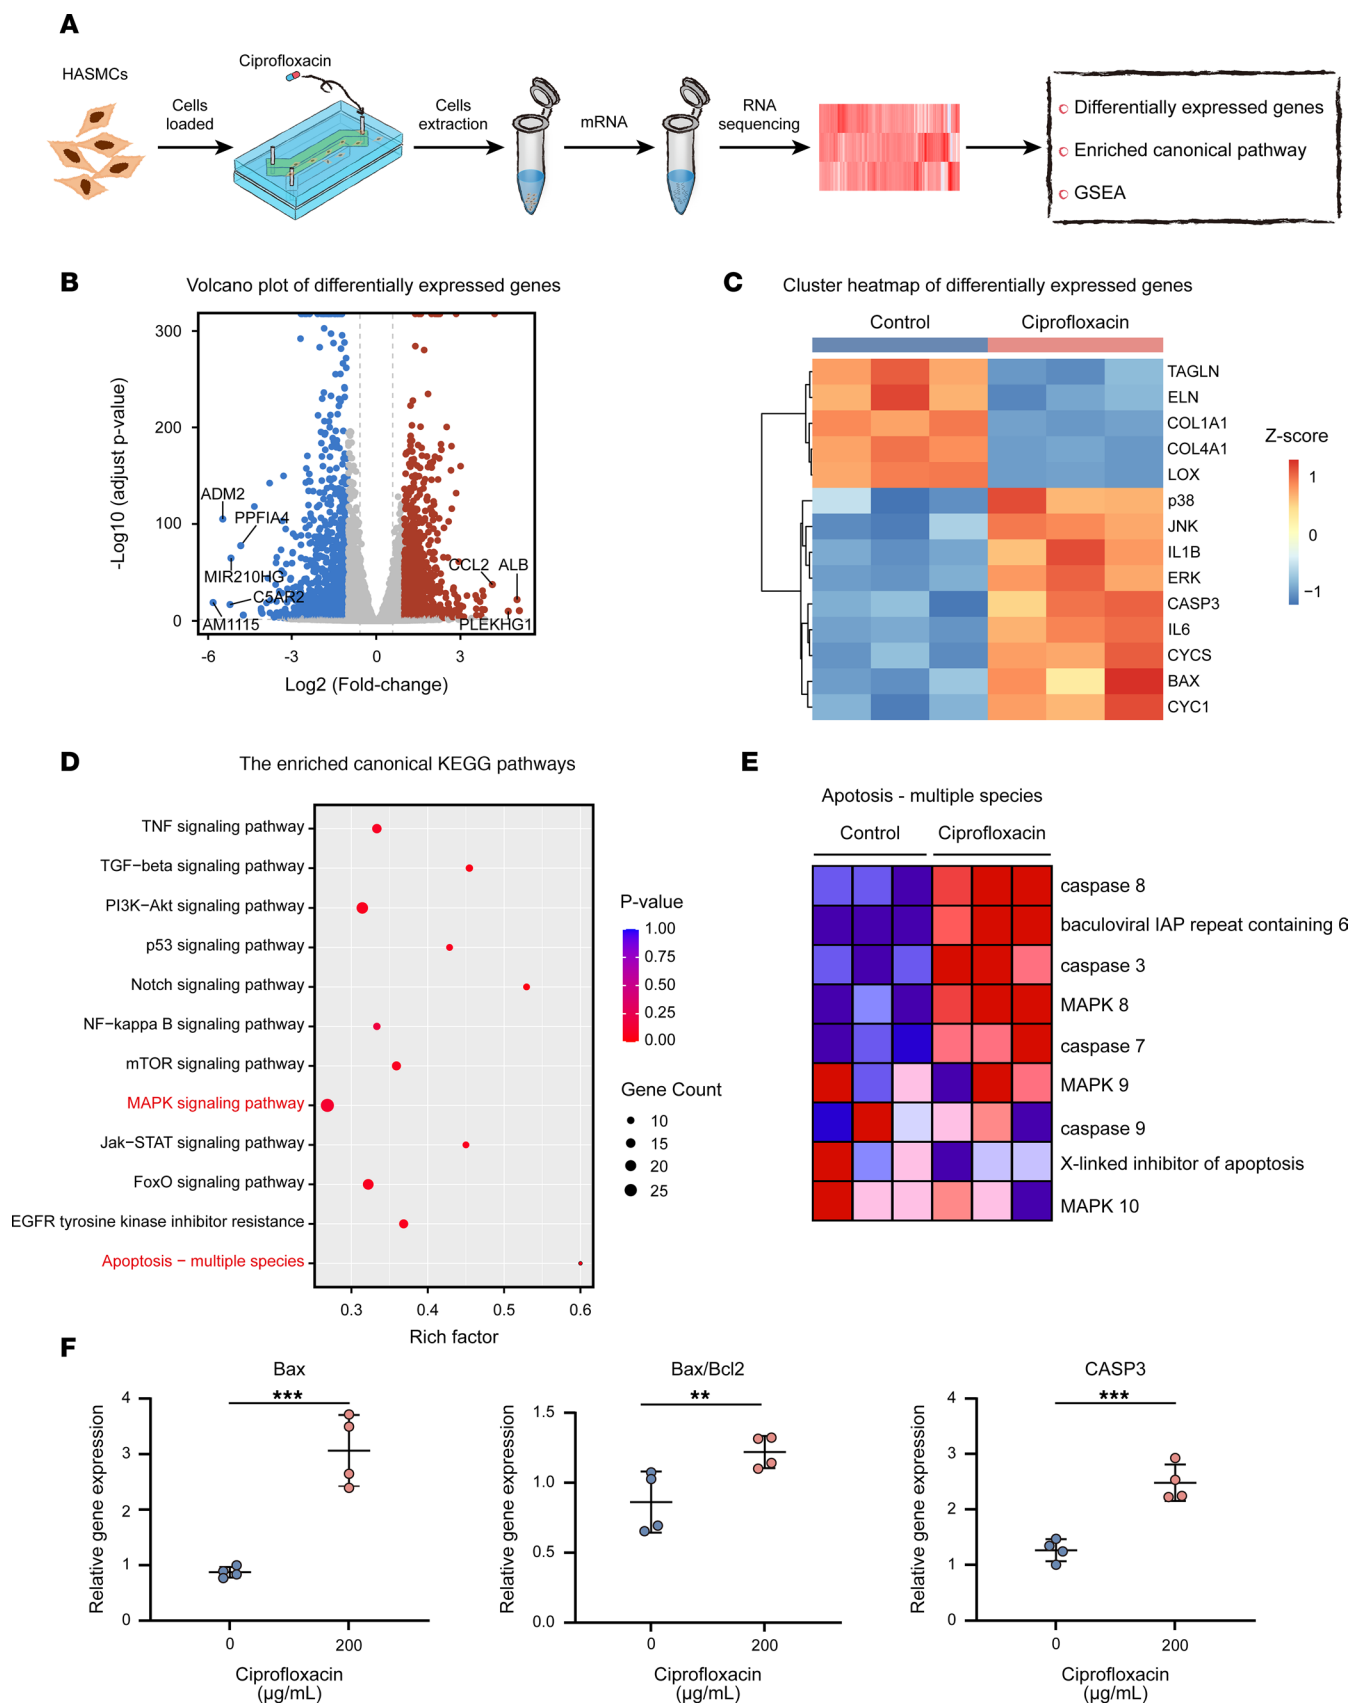 A
HASMCs
Ciprofloxacin
Cells
loaded
Cells
extraction
mRNA
RNA
sequencing
Differentially expressed genes
Enriched canonical pathway
GSEA
B
Volcano plot of differentially expressed genes
-Log10 (adjust p-value)
300
200
100
0
ADM2
PPFIA4
MIR210HG
C5AR2
AM1115
CCL2
ALB
PLEKHG1
-6
-3
0
3
Log2 (Fold-change)
C
Cluster heatmap of differentially expressed genes
Control
Ciprofloxacin
TAGLN
ELN
COL1A1
COL4A1
LOX
p38
JNK
IL1B
ERK
CASP3
IL6
CYCS
BAX
CYC1
Z-score
1
0
−1
D
The enriched canonical KEGG pathways
TNF signaling pathway
TGF−beta signaling pathway
PI3K−Akt signaling pathway
p53 signaling pathway
Notch signaling pathway
NF−kappa B signaling pathway
mTOR signaling pathway
MAPK signaling pathway
Jak−STAT signaling pathway
FoxO signaling pathway
EGFR tyrosine kinase inhibitor resistance
Apoptosis − multiple species
0.3
0.4
0.5
0.6
Rich factor
P-value
1.00
0.75
0.50
0.25
0.00
Gene Count
10
15
20
25
E
Apotosis - multiple species
Control
Ciprofloxacin
caspase 8
baculoviral IAP repeat containing 6
caspase 3
MAPK 8
caspase 7
MAPK 9
caspase 9
X-linked inhibitor of apoptosis
MAPK 10
F
Bax
***
Relative gene expression
4
3
2
1
0
0
200
Ciprofloxacin
(μg/mL)
Bax/Bcl2
**
Relative gene expression
1.5
1.0
0.5
0.0
0
200
Ciprofloxacin
(μg/mL)
CASP3
***
Relative gene expression
4
3
2
1
0
0
200
Ciprofloxacin
(μg/mL)